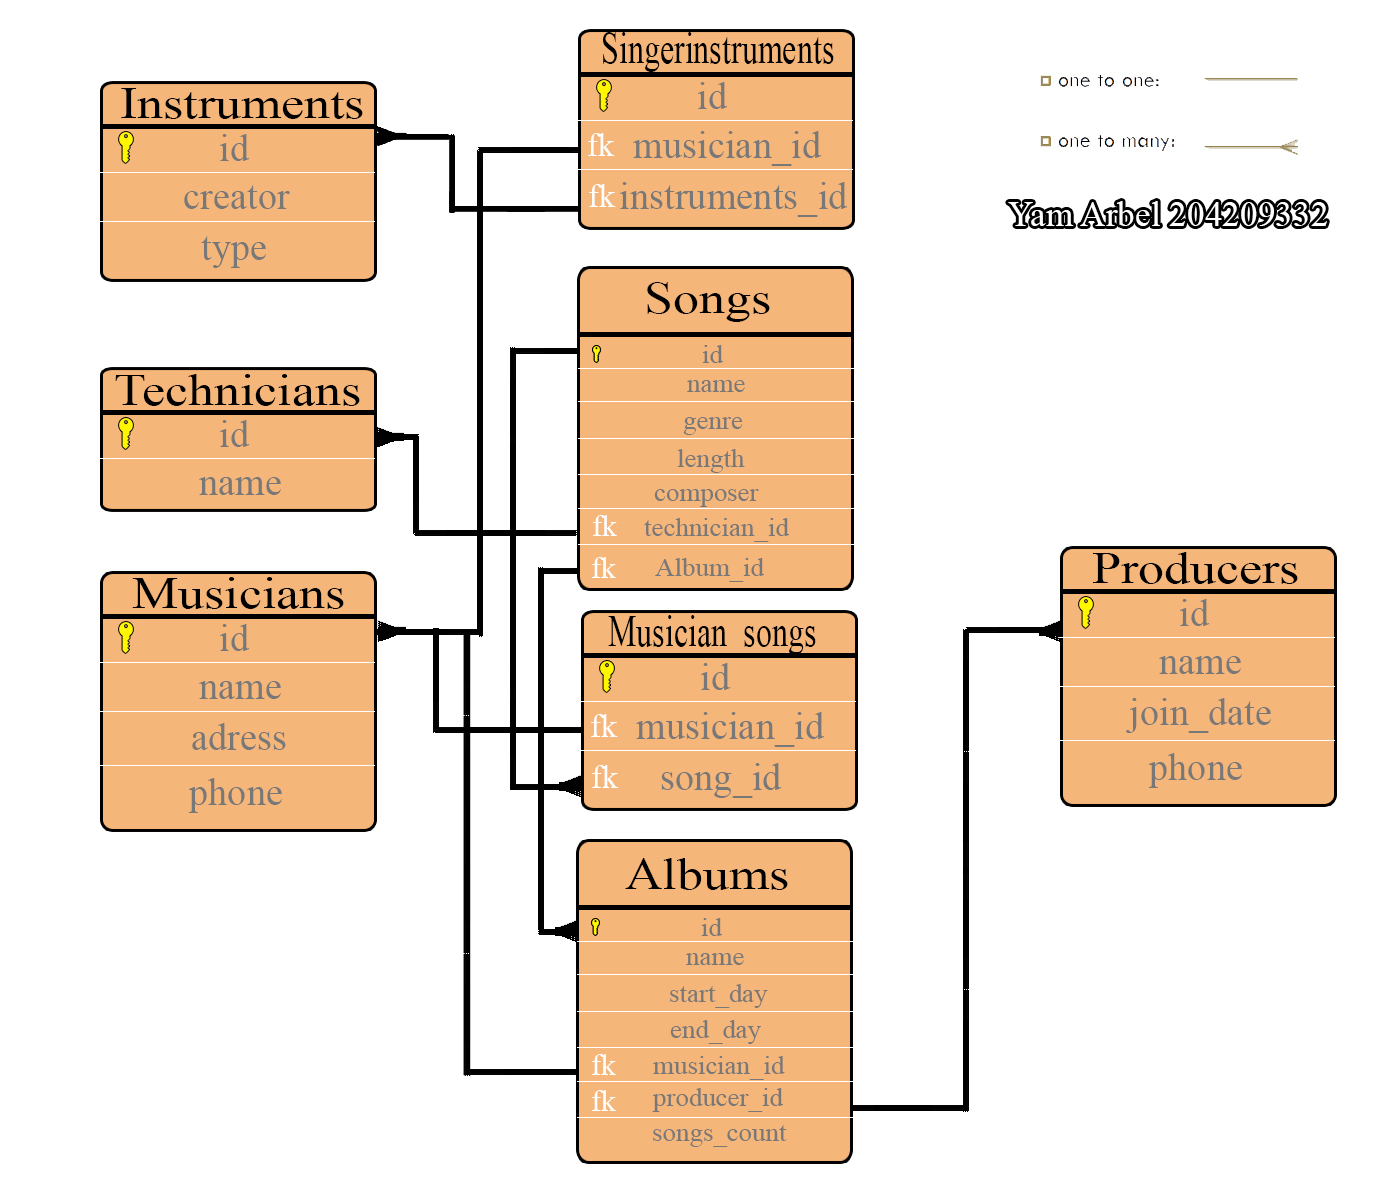 Singerinstruments
id
fk musician_id
fk instruments_id
Instruments
id
creator
type
one to one:
one to many:
Yam Arbel 204209332
Songs
id
name
genre
length
composer
fk technician_id
fk Album_id
Technicians
id
name
Musicians
id
name
adress
phone
Musician songs
id
fk musician_id
fk song_id
Producers
id
name
join_date
phone
Albums
id
name
start_day
end_day
fk musician_id
fk producer_id
songs_count